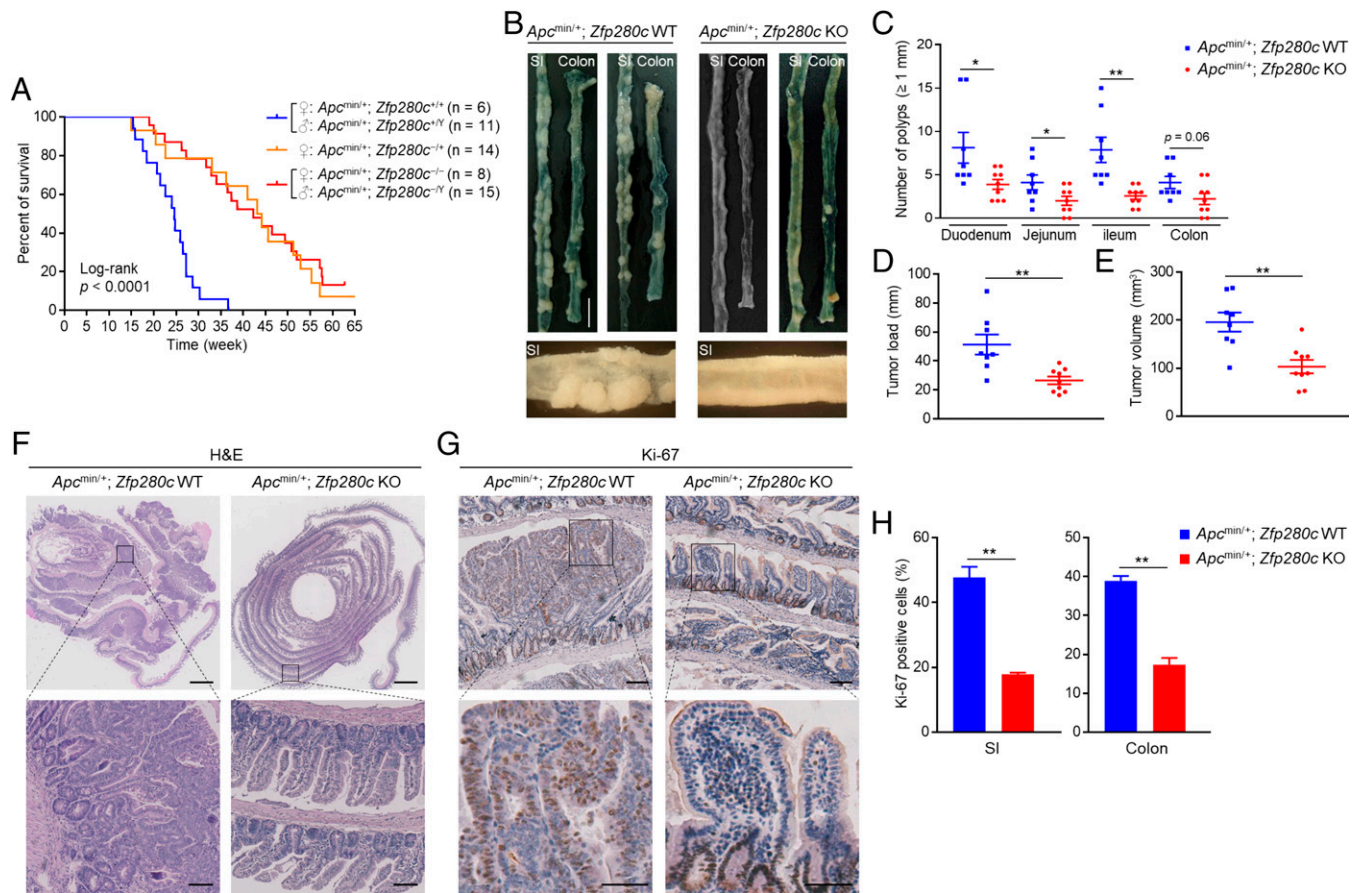 A
Percent of survival
100
80
60
40
20
0
0 5 10 15 20 25 30 35 40 45 50 55 60 65
Time (week)
Log-rank
p < 0.0001
♀: Apc^min/+; Zfp280c^+/+ (n = 6)
♂: Apc^min/+; Zfp280c^+/Y (n = 11)
♀: Apc^min/+; Zfp280c^−/+ (n = 14)
♀: Apc^min/+; Zfp280c^−/− (n = 8)
♂: Apc^min/+; Zfp280c^−/Y (n = 15)
B
Apc^min/+; Zfp280c WT
Apc^min/+; Zfp280c KO
SI Colon SI Colon SI Colon SI Colon
SI
SI
C
Apc^min/+; Zfp280c WT
Apc^min/+; Zfp280c KO
Number of polyps (≥ 1 mm)
20
15
10
5
0
*
*
**
p = 0.06
Duodenum Jejunum ileum Colon
D
Tumor load (mm)
100
80
60
40
20
0
**
E
Tumor volume (mm³)
300
200
100
0
**
F
H&E
Apc^min/+; Zfp280c WT
Apc^min/+; Zfp280c KO
G
Ki-67
Apc^min/+; Zfp280c WT
Apc^min/+; Zfp280c KO
H
Ki-67 positive cells (%)
60
40
20
0
**
SI
50
40
30
20
10
0
**
Colon
Apc^min/+; Zfp280c WT
Apc^min/+; Zfp280c KO